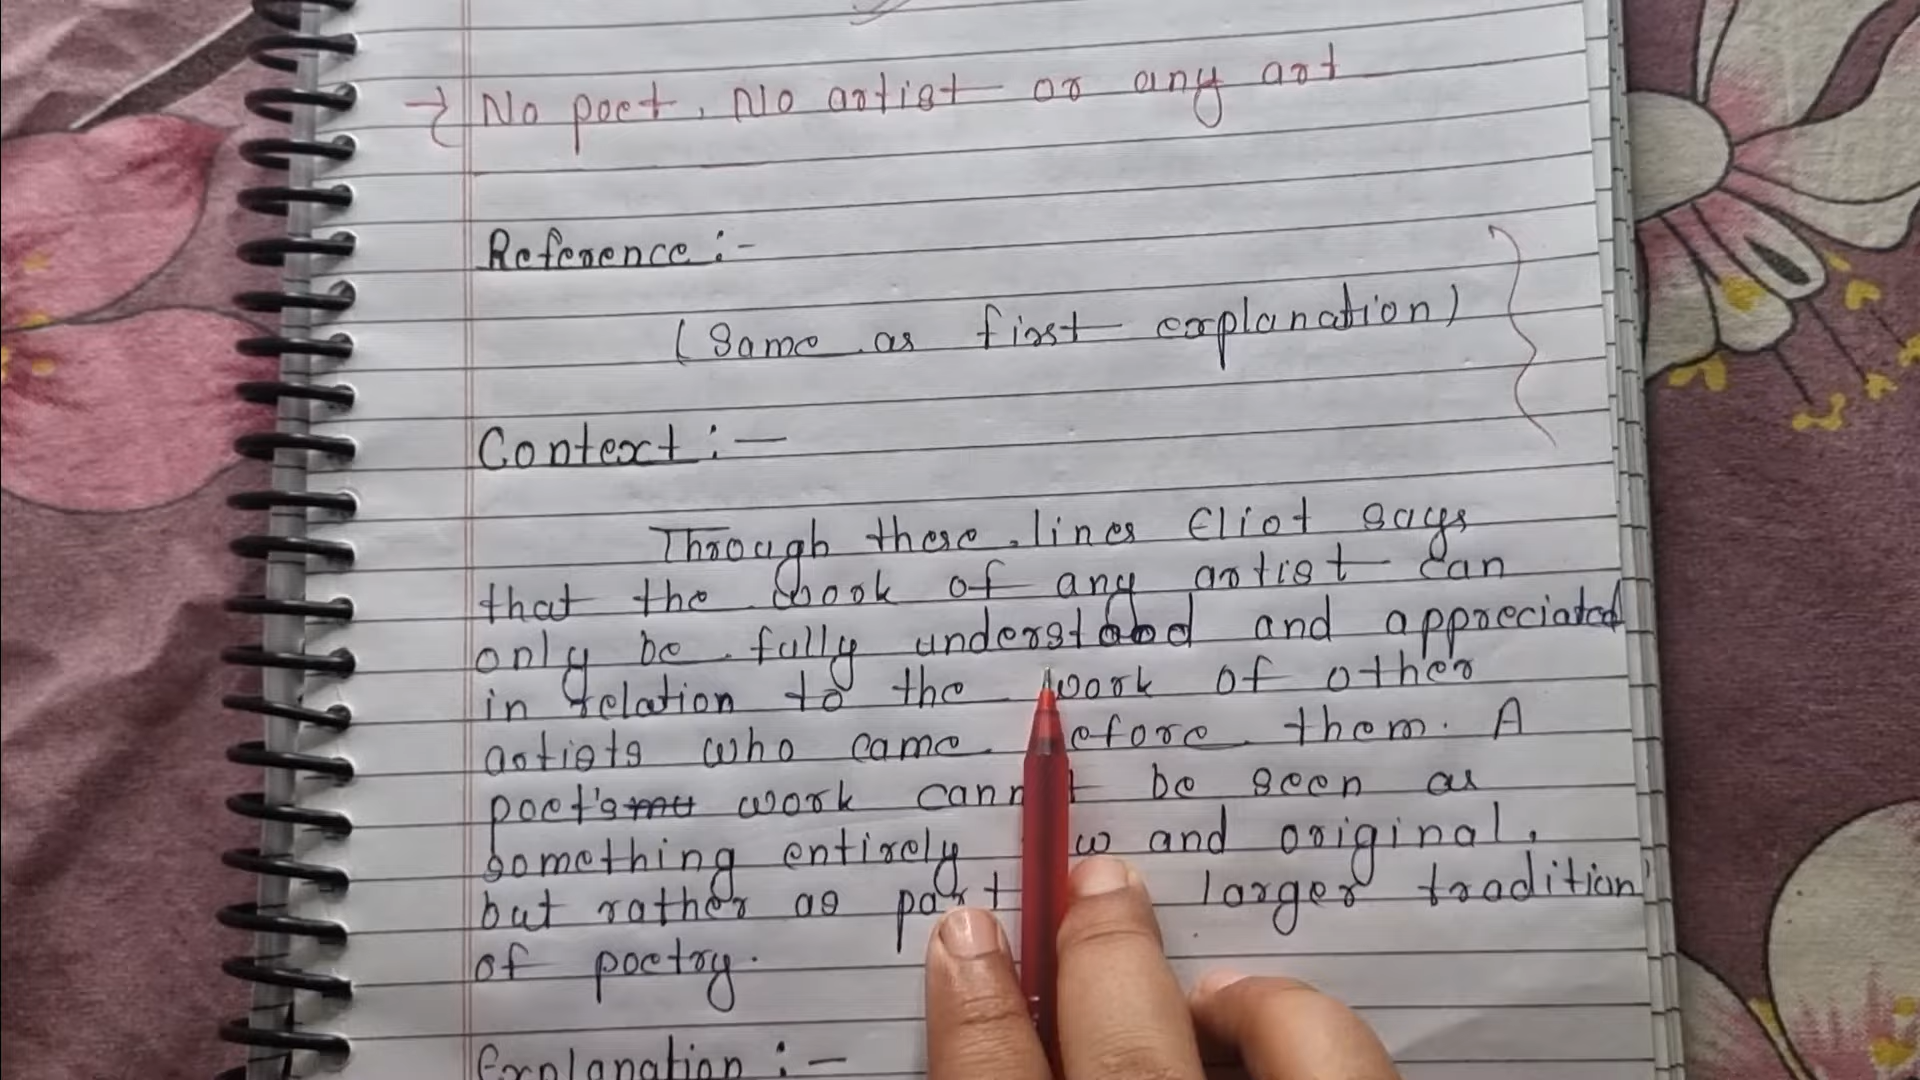 → No poet, No artist or any art
Reference :-
(Same as first explanation)
Context :-
Through these lines Eliot says
that the work of any artist can
only be fully understood and appreciated
in relation to the work of other
artists who came efore them. A
poet's work cann t be seen as
something entirely w and original,
but rather as part larger tradition
of poetry.
Explanation :-